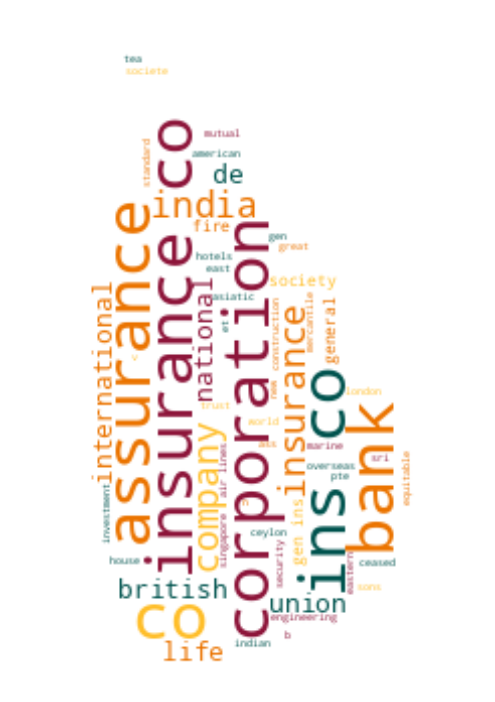 tea
societe
insurance co
mutual
american
standard
de
india
fire
assurance
corporation
gen
great
hotels
east
society
asiatic
international
national
et
construction
mercantile
general
insurance
new
v
ins co
london
trust
bank
company
world
ass
marine
sri
overseas
pte
equitable
air lines
investment
n
gen ins
singapore
ceylon
house
security
eastern
ceased
british
sons
co
union
engineering
b
indian
life